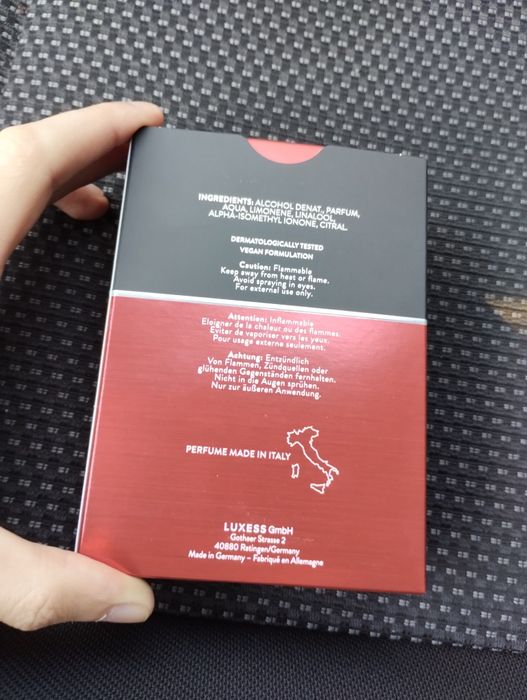 INGREDIENTS: ALCOHOL DENAT., PARFUM,
AQUA, LIMONENE, LINALOOL,
ALPHA-ISOMETHYL IONONE, CITRAL.
DERMATOLOGICALLY TESTED
VEGAN FORMULATION
Caution: Flammable
Keep away from heat or flame.
Avoid spraying in eyes.
For external use only.
Attention: Inflammable
Eloigner de la chaleur ou des flammes.
Eviter de vaporiser vers les yeux.
Pour usage externe seulement.
Achtung: Entzündlich
Von Flammen, Zündquellen oder
glühenden Gegenständen fernhalten.
Nicht in die Augen sprühen.
Nur zur äußeren Anwendung.
PERFUME MADE IN ITALY
LUXESS GmbH
Gothaer Strasse 2
40880 Ratingen/Germany
Made in Germany – Fabriqué en Allemagne